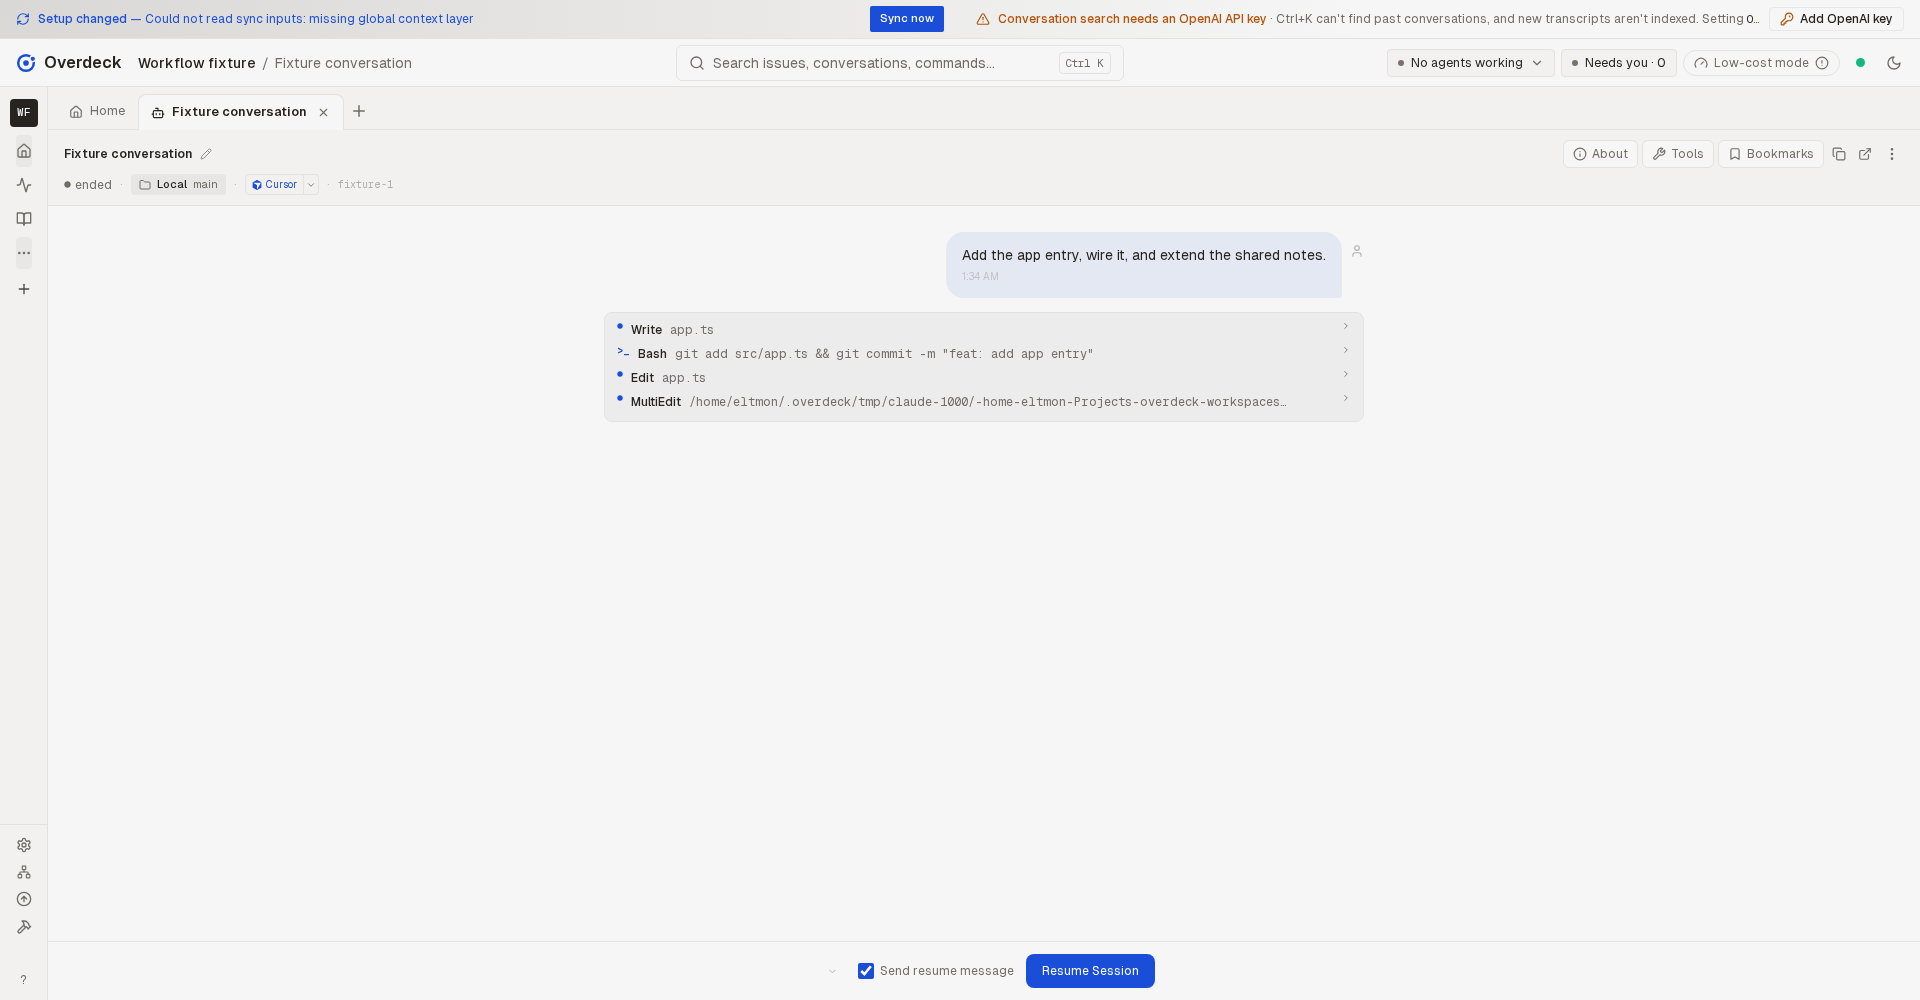 Setup changed — Could not read sync inputs: missing global context layer
Sync now
Conversation search needs an OpenAI API key · Ctrl+K can't find past conversations, and new transcripts aren't indexed. Setting o…
Add OpenAI key
Overdeck
Workflow fixture / Fixture conversation
Search issues, conversations, commands...
Ctrl K
No agents working
Needs you · 0
Low-cost mode
WF
Home
Fixture conversation
Fixture conversation
About
Tools
Bookmarks
ended · Local main · Cursor · fixture-1
Add the app entry, wire it, and extend the shared notes.
1:34 AM
Write app.ts
>_ Bash git add src/app.ts && git commit -m "feat: add app entry"
Edit app.ts
MultiEdit /home/eltmon/.overdeck/tmp/claude-1000/-home-eltmon-Projects-overdeck-workspaces…
?
Send resume message
Resume Session